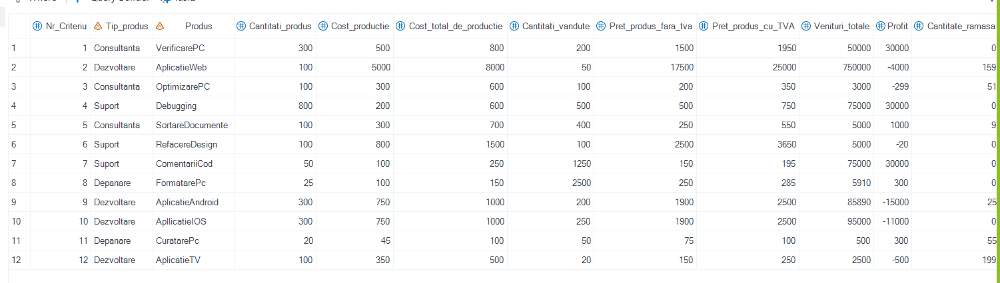 Nr_Criteriu Tip_produs Produs Cantitati_produs Cost_productie Cost_total_de_productie Cantitati_vandute Pret_produs_fara_tva Pret_produs_cu_TVA Venituri_totale Profit Cantitate_ramasa
1 1 Consultanta VerificarePC 300 500 800 200 1500 1950 50000 30000 0
2 2 Dezvoltare AplicatieWeb 100 5000 8000 50 17500 25000 750000 -4000 159
3 3 Consultanta OptimizarePC 100 300 600 100 200 350 3000 -299 51
4 4 Suport Debugging 800 200 600 500 500 750 75000 30000 0
5 5 Consultanta SortareDocumente 100 300 700 400 250 550 5000 1000 9
6 6 Suport RefacereDesign 100 800 1500 100 2500 3650 5000 -20 0
7 7 Suport ComentariiCod 50 100 250 1250 150 195 75000 30000 0
8 8 Depanare FormatarePc 25 100 150 2500 250 285 5910 300 0
9 9 Dezvoltare AplicatieAndroid 300 750 1000 200 1900 2500 85890 -15000 25
10 10 Dezvoltare ApllicatieIOS 300 750 1000 250 1900 2500 95000 -11000 0
11 11 Depanare CuratarePc 20 45 100 50 75 100 500 300 55
12 12 Dezvoltare AplicatieTV 100 350 500 20 150 250 2500 -500 199